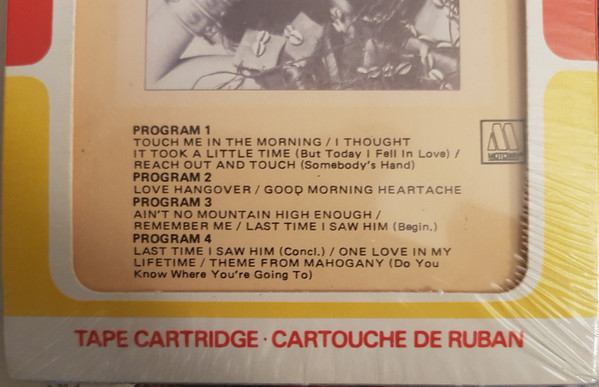 PROGRAM 1
TOUCH ME IN THE MORNING / I THOUGHT
IT TOOK A LITTLE TIME (But Today I Fell In Love) /
REACH OUT AND TOUCH (Somebody's Hand)
PROGRAM 2
LOVE HANGOVER / GOOD MORNING HEARTACHE
PROGRAM 3
AIN'T NO MOUNTAIN HIGH ENOUGH /
REMEMBER ME / LAST TIME I SAW HIM (Begin.)
PROGRAM 4
LAST TIME I SAW HIM (Concl.) / ONE LOVE IN MY
LIFETIME / THEME FROM MAHOGANY (Do You
Know Where You're Going To)
M
MOTOWN
TAPE CARTRIDGE · CARTOUCHE DE RUBAN